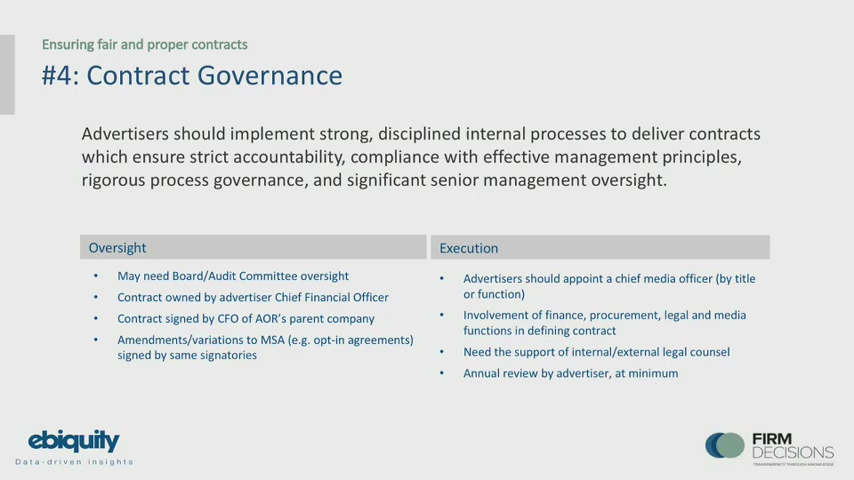 Ensuring fair and proper contracts
#4: Contract Governance
Advertisers should implement strong, disciplined internal processes to deliver contracts
which ensure strict accountability, compliance with effective management principles,
rigorous process governance, and significant senior management oversight.
Oversight
• May need Board/Audit Committee oversight
• Contract owned by advertiser Chief Financial Officer
• Contract signed by CFO of AOR's parent company
• Amendments/variations to MSA (e.g. opt-in agreements)
signed by same signatories
Execution
• Advertisers should appoint a chief media officer (by title
or function)
• Involvement of finance, procurement, legal and media
functions in defining contract
• Need the support of internal/external legal counsel
• Annual review by advertiser, at minimum
ebiquity
Data-driven insights
FIRM
DECISIONS
TRANSPARENCY THROUGH KNOWLEDGE